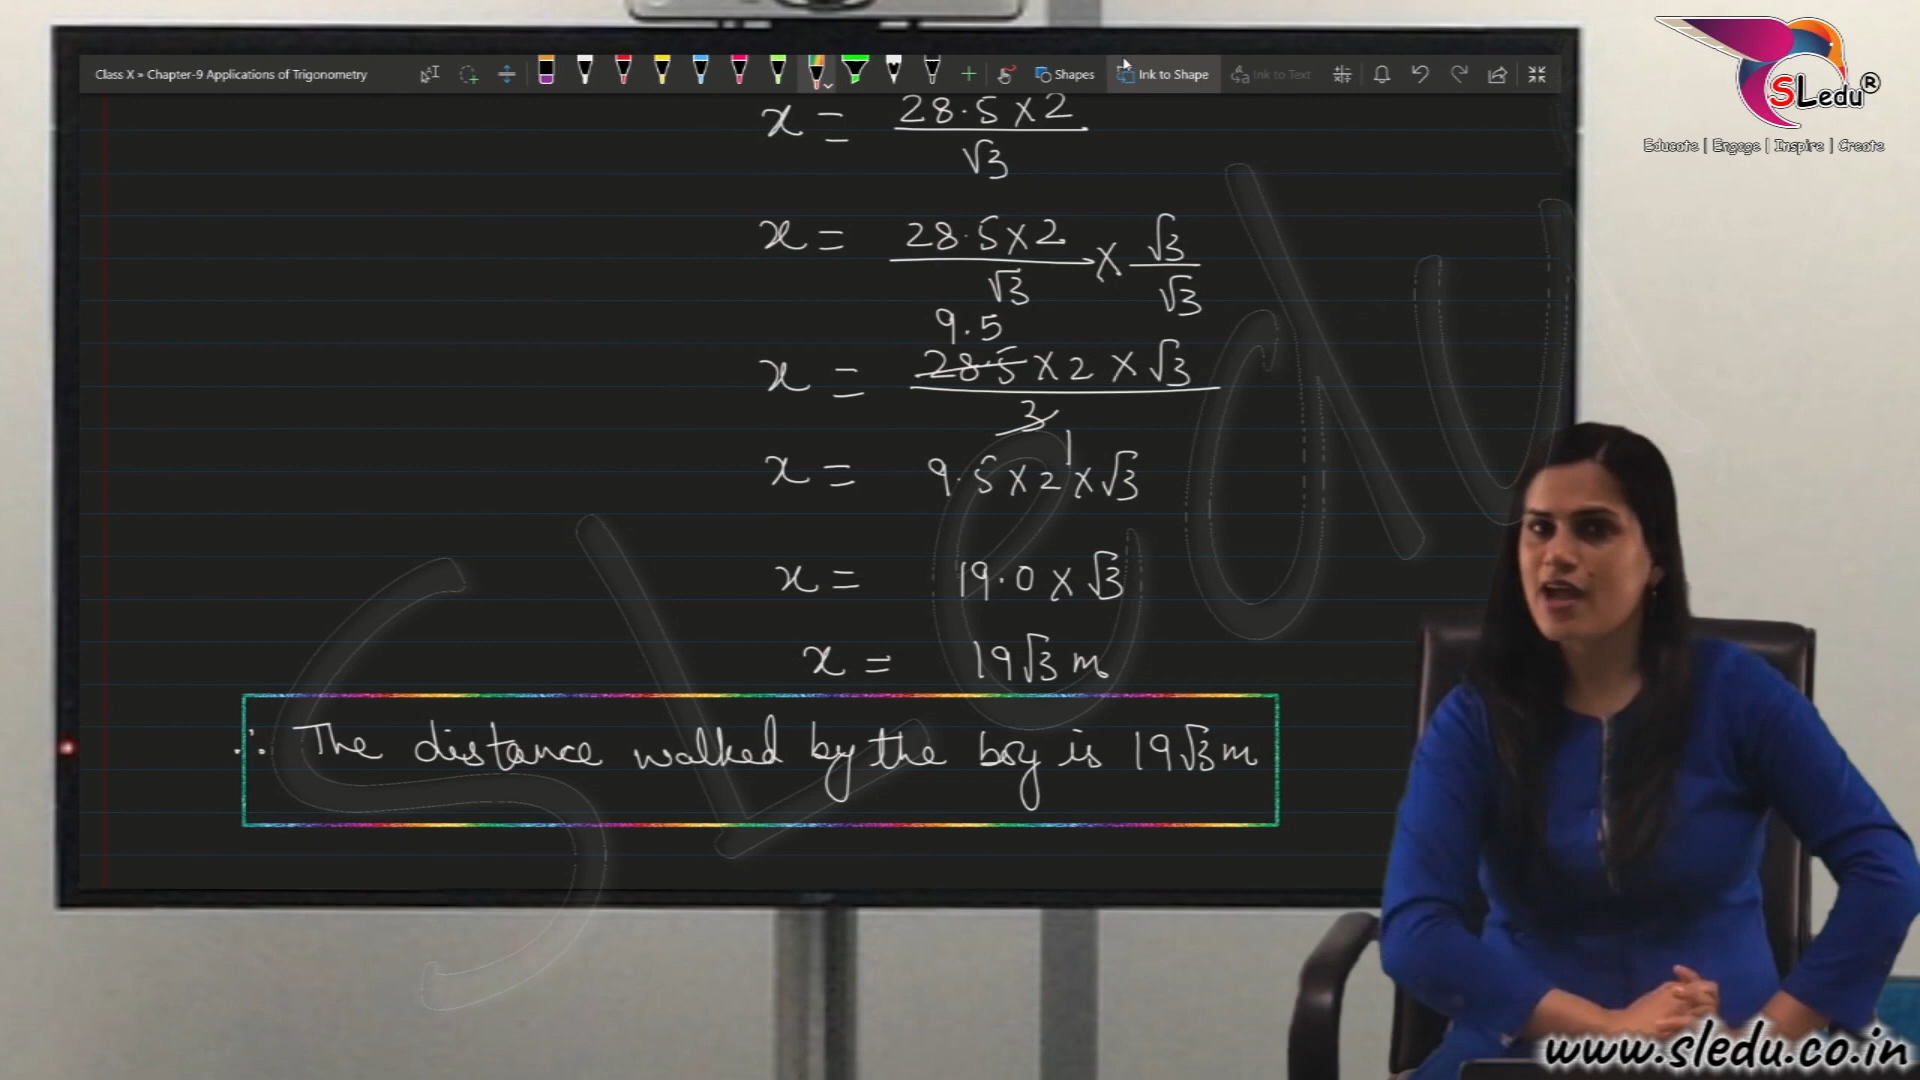 Class X » Chapter-9 Applications of Trigonometry
Shapes
Ink to Shape
Ink to Text
SLedu®
Educate | Engage | Inspire | Create
x = 28.5 × 2 / √3
x = 28.5 × 2 / √3 × √3 / √3
9.5
x = 28.5 × 2 × √3 / 3
1
x = 9.5 × 2 × √3
x = 19.0 × √3
x = 19√3 m
∴ The distance walked by the boy is 19√3 m
SLedu
www.sledu.co.in